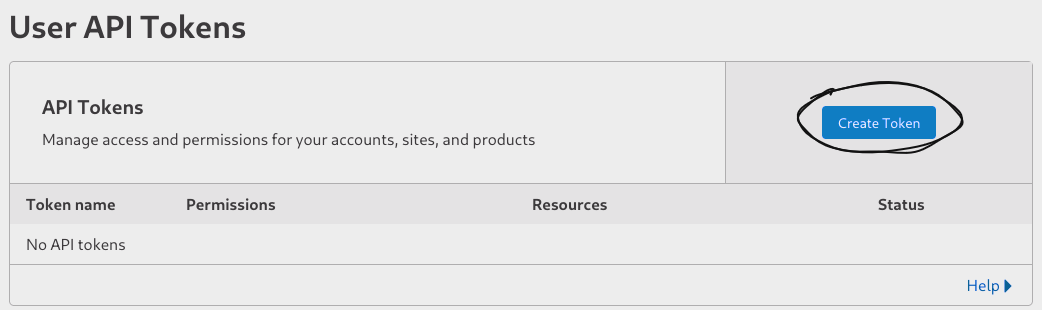 User API Tokens
API Tokens
Manage access and permissions for your accounts, sites, and products
Create Token
Token name Permissions Resources Status
No API tokens
Help